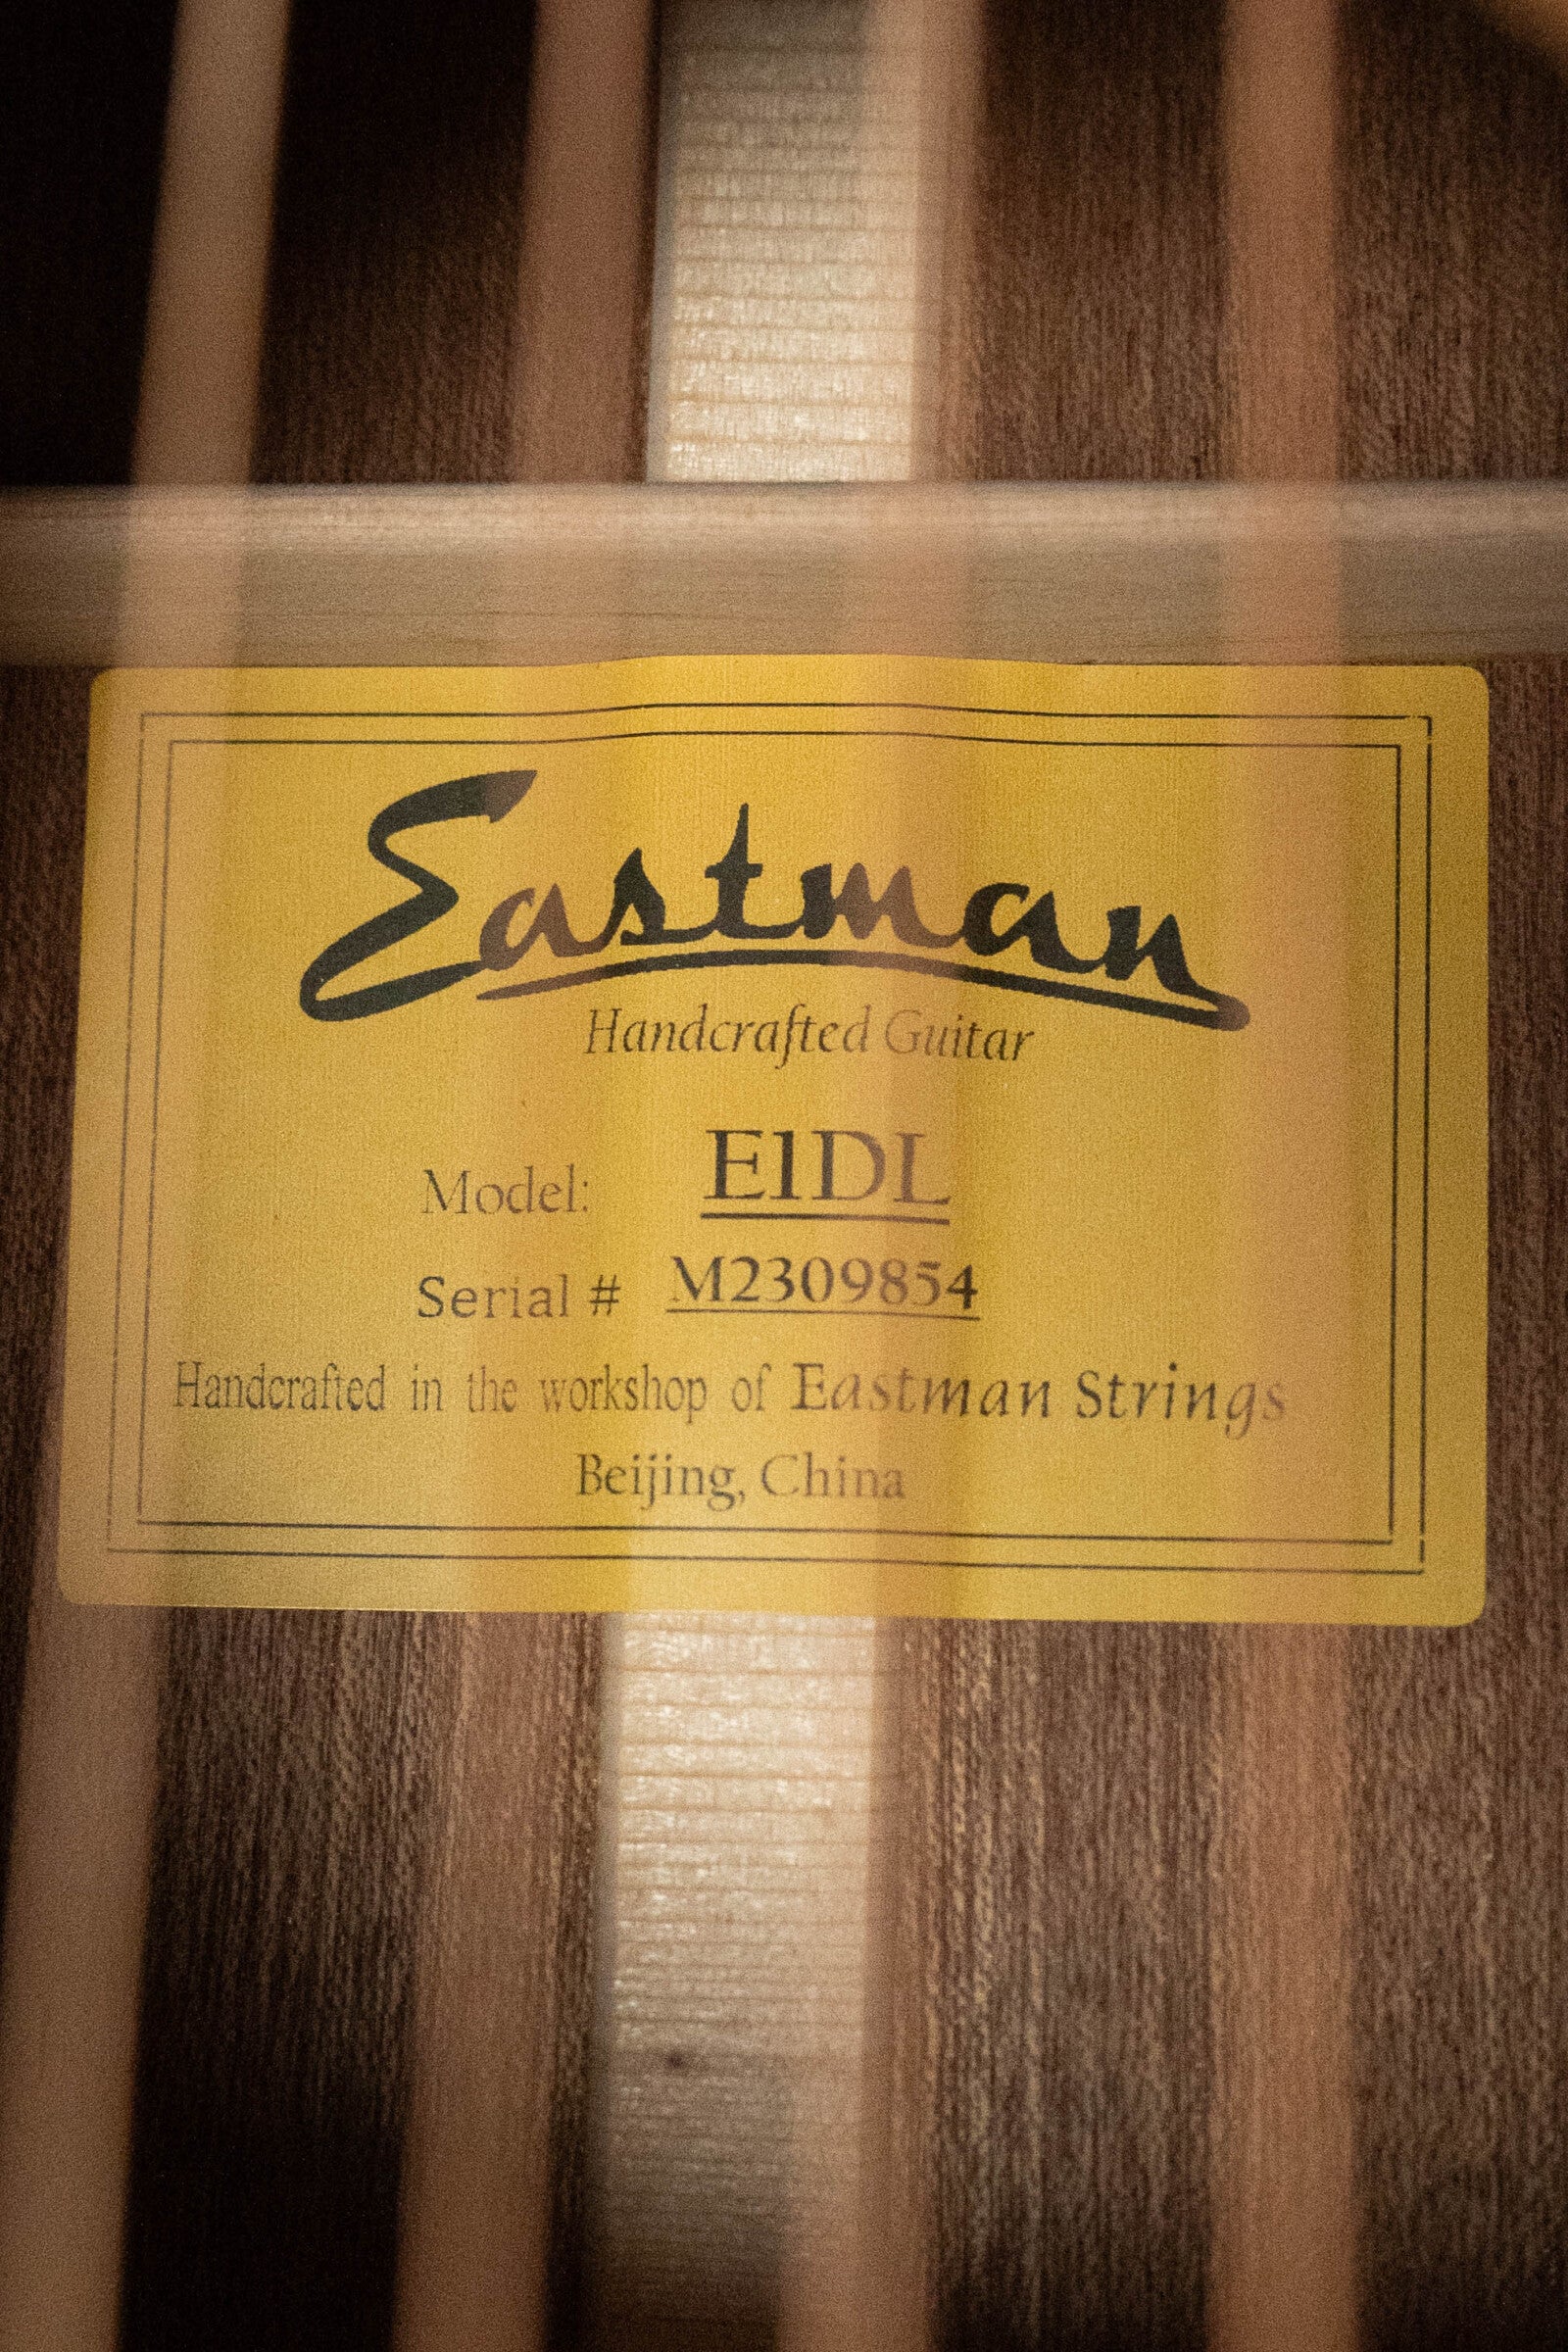 Eastman
Handcrafted Guitar
Model: E1DL
Serial # M2309854
Handcrafted in the workshop of Eastman Strings
Beijing, China